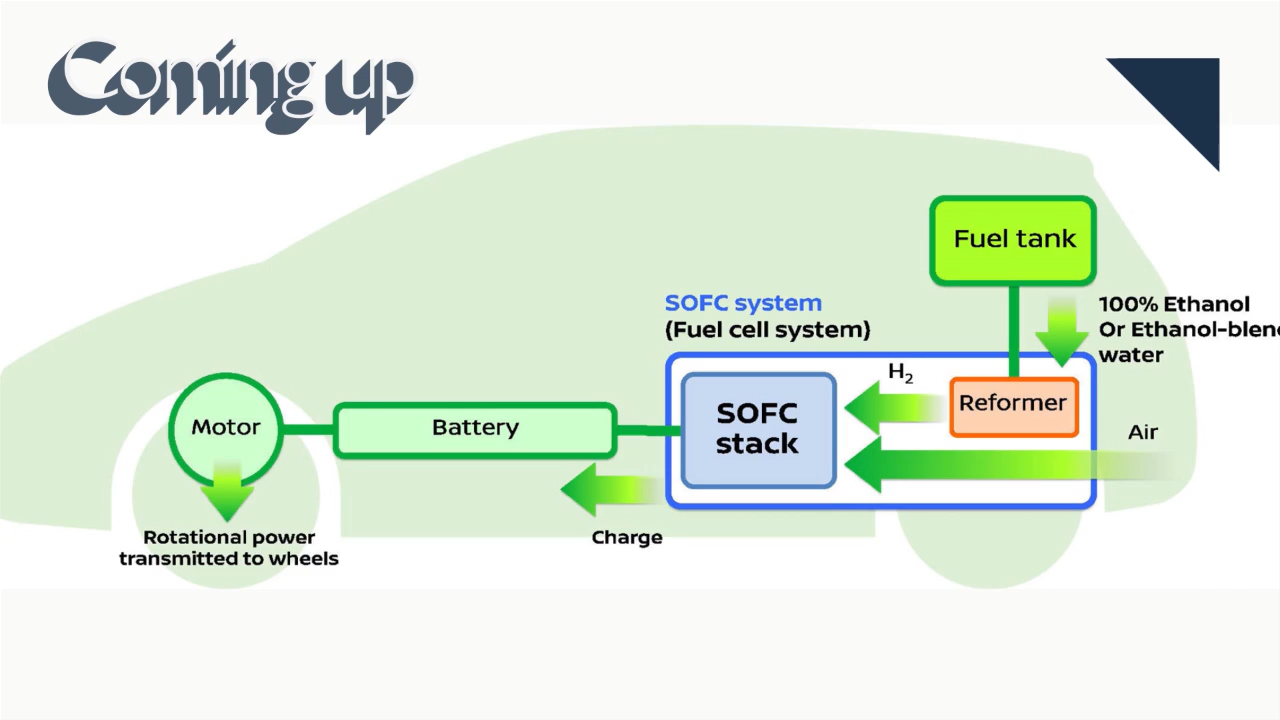 Coming up
Fuel tank
SOFC system
(Fuel cell system)
100% Ethanol
Or Ethanol-blen
water
H₂
Reformer
SOFC
stack
Air
Motor
Battery
Charge
Rotational power
transmitted to wheels